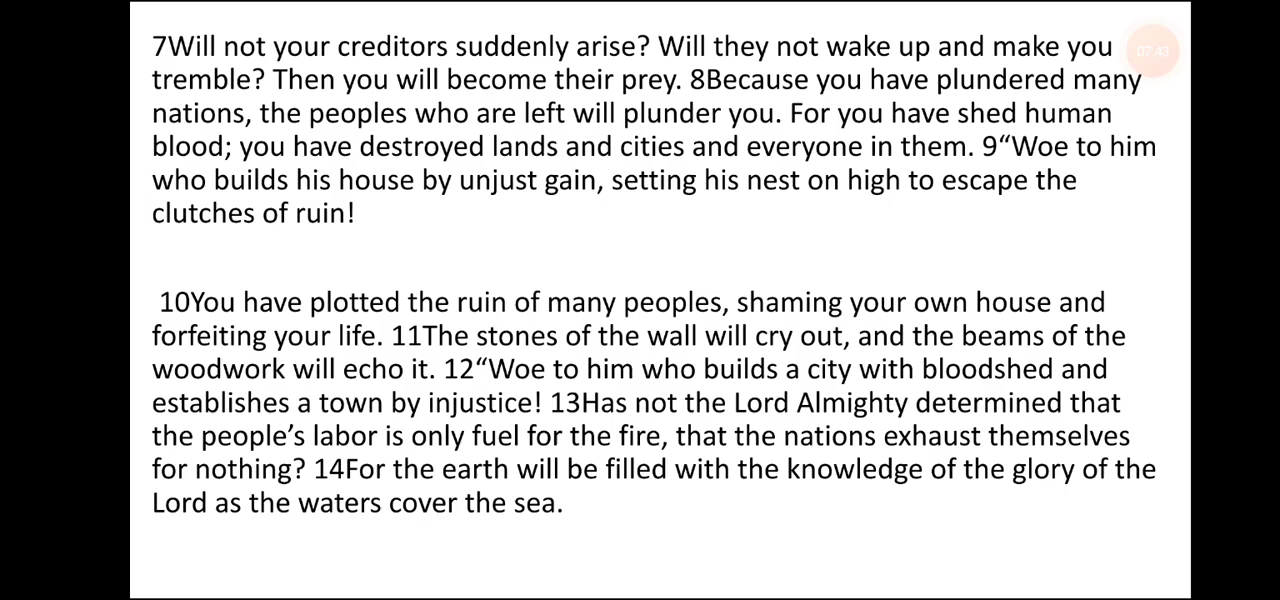 7Will not your creditors suddenly arise? Will they not wake up and make you
07:43
tremble? Then you will become their prey. 8Because you have plundered many
nations, the peoples who are left will plunder you. For you have shed human
blood; you have destroyed lands and cities and everyone in them. 9“Woe to him
who builds his house by unjust gain, setting his nest on high to escape the
clutches of ruin!
10You have plotted the ruin of many peoples, shaming your own house and
forfeiting your life. 11The stones of the wall will cry out, and the beams of the
woodwork will echo it. 12“Woe to him who builds a city with bloodshed and
establishes a town by injustice! 13Has not the Lord Almighty determined that
the people’s labor is only fuel for the fire, that the nations exhaust themselves
for nothing? 14For the earth will be filled with the knowledge of the glory of the
Lord as the waters cover the sea.